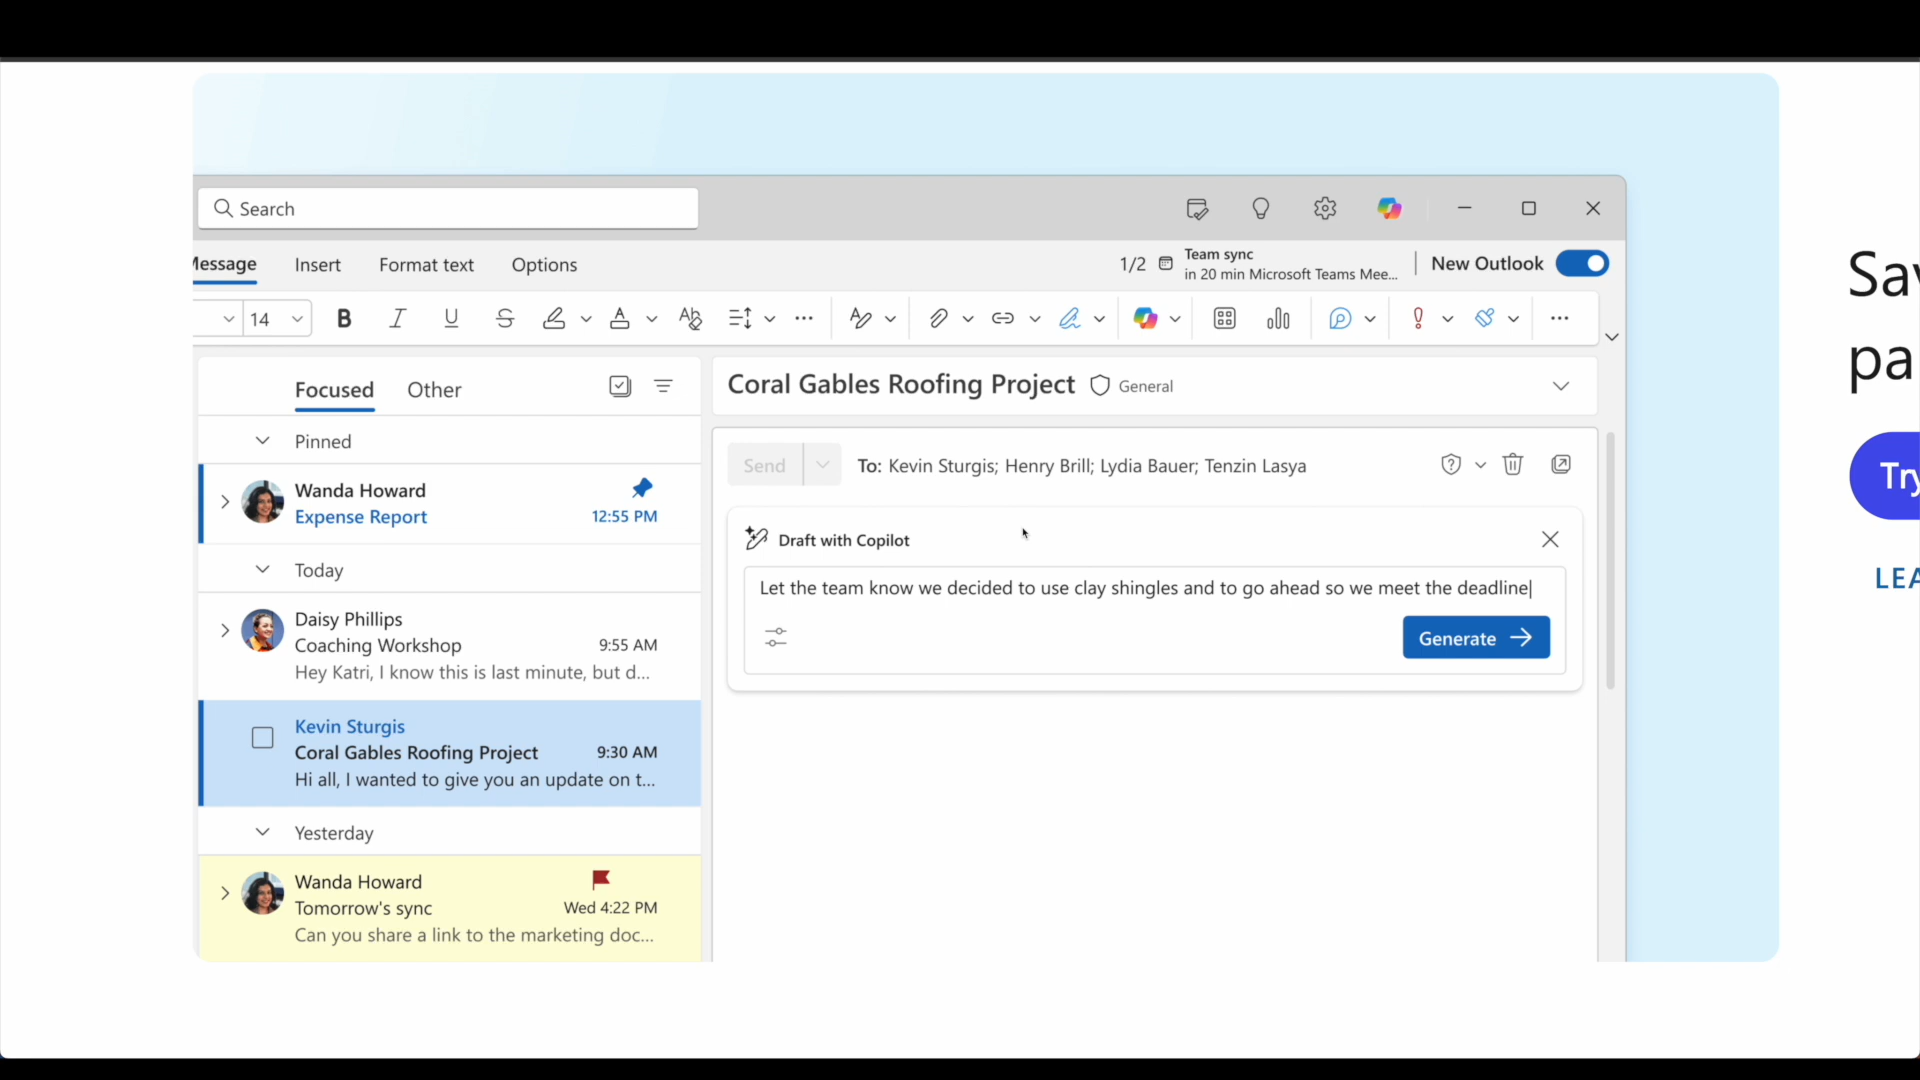 Search
Message Insert Format text Options
1/2 Team sync
in 20 min Microsoft Teams Mee...
New Outlook
14 B I U S A Ab
Focused Other
Pinned
Wanda Howard
Expense Report 12:55 PM
Today
Daisy Phillips
Coaching Workshop 9:55 AM
Hey Katri, I know this is last minute, but d...
Kevin Sturgis
Coral Gables Roofing Project 9:30 AM
Hi all, I wanted to give you an update on t...
Yesterday
Wanda Howard
Tomorrow's sync Wed 4:22 PM
Can you share a link to the marketing doc...
Coral Gables Roofing Project General
Send To: Kevin Sturgis; Henry Brill; Lydia Bauer; Tenzin Lasya
Draft with Copilot
Let the team know we decided to use clay shingles and to go ahead so we meet the deadline
Generate
pa
Try